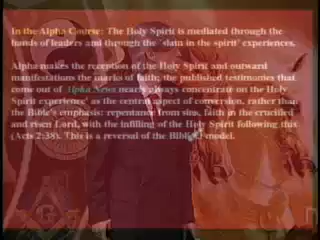 In the Alpha Course: The Holy Spirit is mediated through the
hands of leaders and through the 'slain in the spirit' experiences.
Alpha makes the reception of the Holy Spirit and outward
manifestations the marks of faith; the published testimonies that
come out of Alpha News nearly always concentrate on the Holy
Spirit experience' as the central aspect of conversion, rather than
the Bible's emphasis: repentance from sin, faith in the crucified
and risen Lord, with the infilling of the Holy Spirit following this
(Acts 2:38). This is a reversal of the Biblical model.